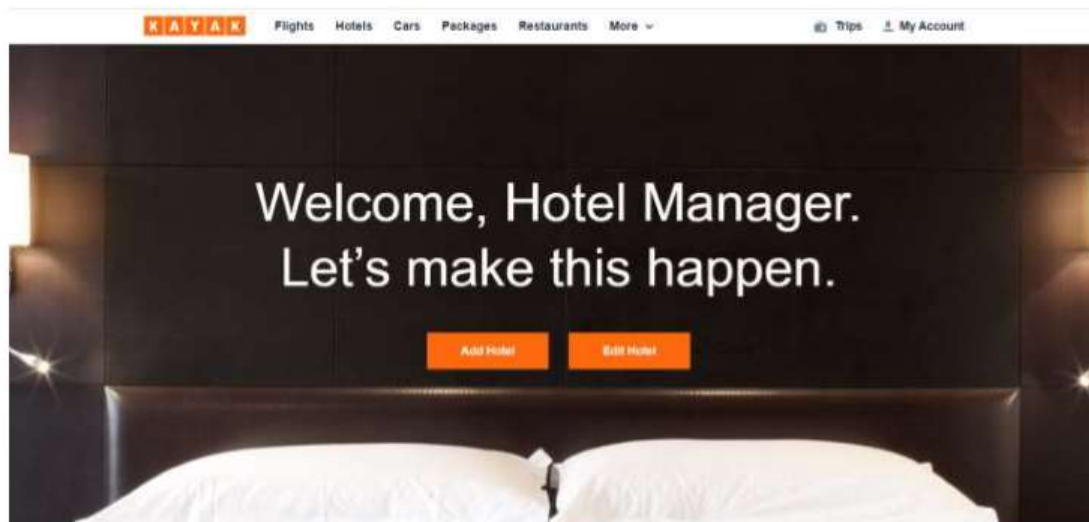 KAYAK Flights Hotels Cars Packages Restaurants More Trips My Account
Welcome, Hotel Manager.
Let's make this happen.
Add Hotel Edit Hotel